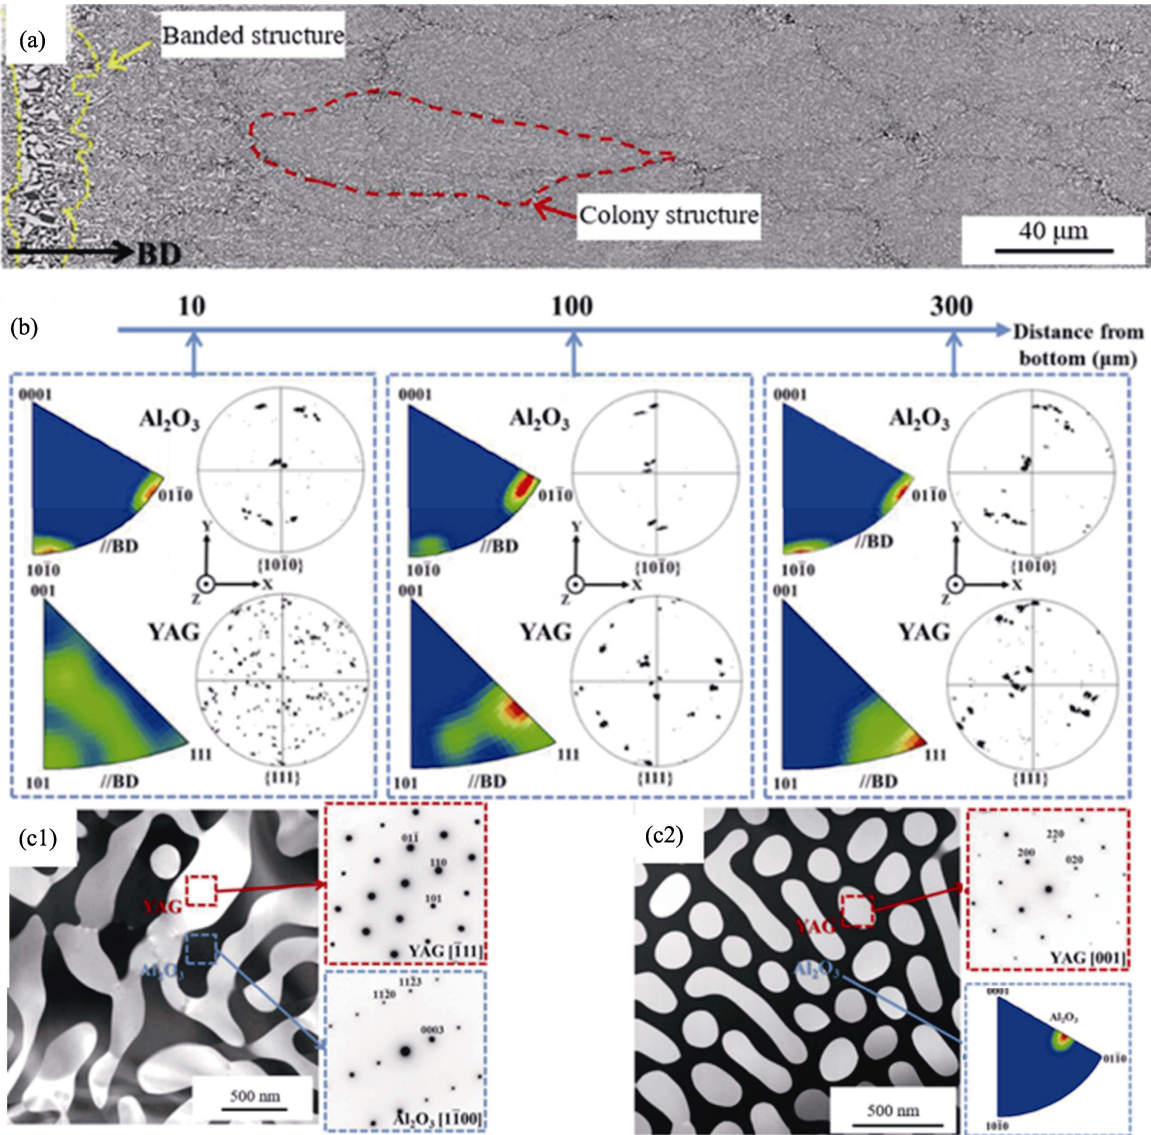 (a)
Banded structure
Colony structure
40 μm
BD
(b)
10
100
300
Distance from
bottom (μm)
0001
Al₂O₃
011̄0
//BD
101̄0
{101̄0}
Y
X
Z
001
YAG
111
101
//BD
{111}
0001
Al₂O₃
011̄0
//BD
101̄0
{101̄0}
Y
X
Z
001
YAG
111
101
//BD
{111}
0001
Al₂O₃
011̄0
//BD
101̄0
{101̄0}
Y
X
Z
001
YAG
111
101
//BD
{111}
(c1)
YAG
Al₂O₃
500 nm
011̄
110
101
YAG [1̄11]
112̄3
112̄0
0003
Al₂O₃ [11̄00]
(c2)
YAG
Al₂O₃
500 nm
220
200
020
YAG [001]
0001
Al₂O₃
011̄0
101̄0